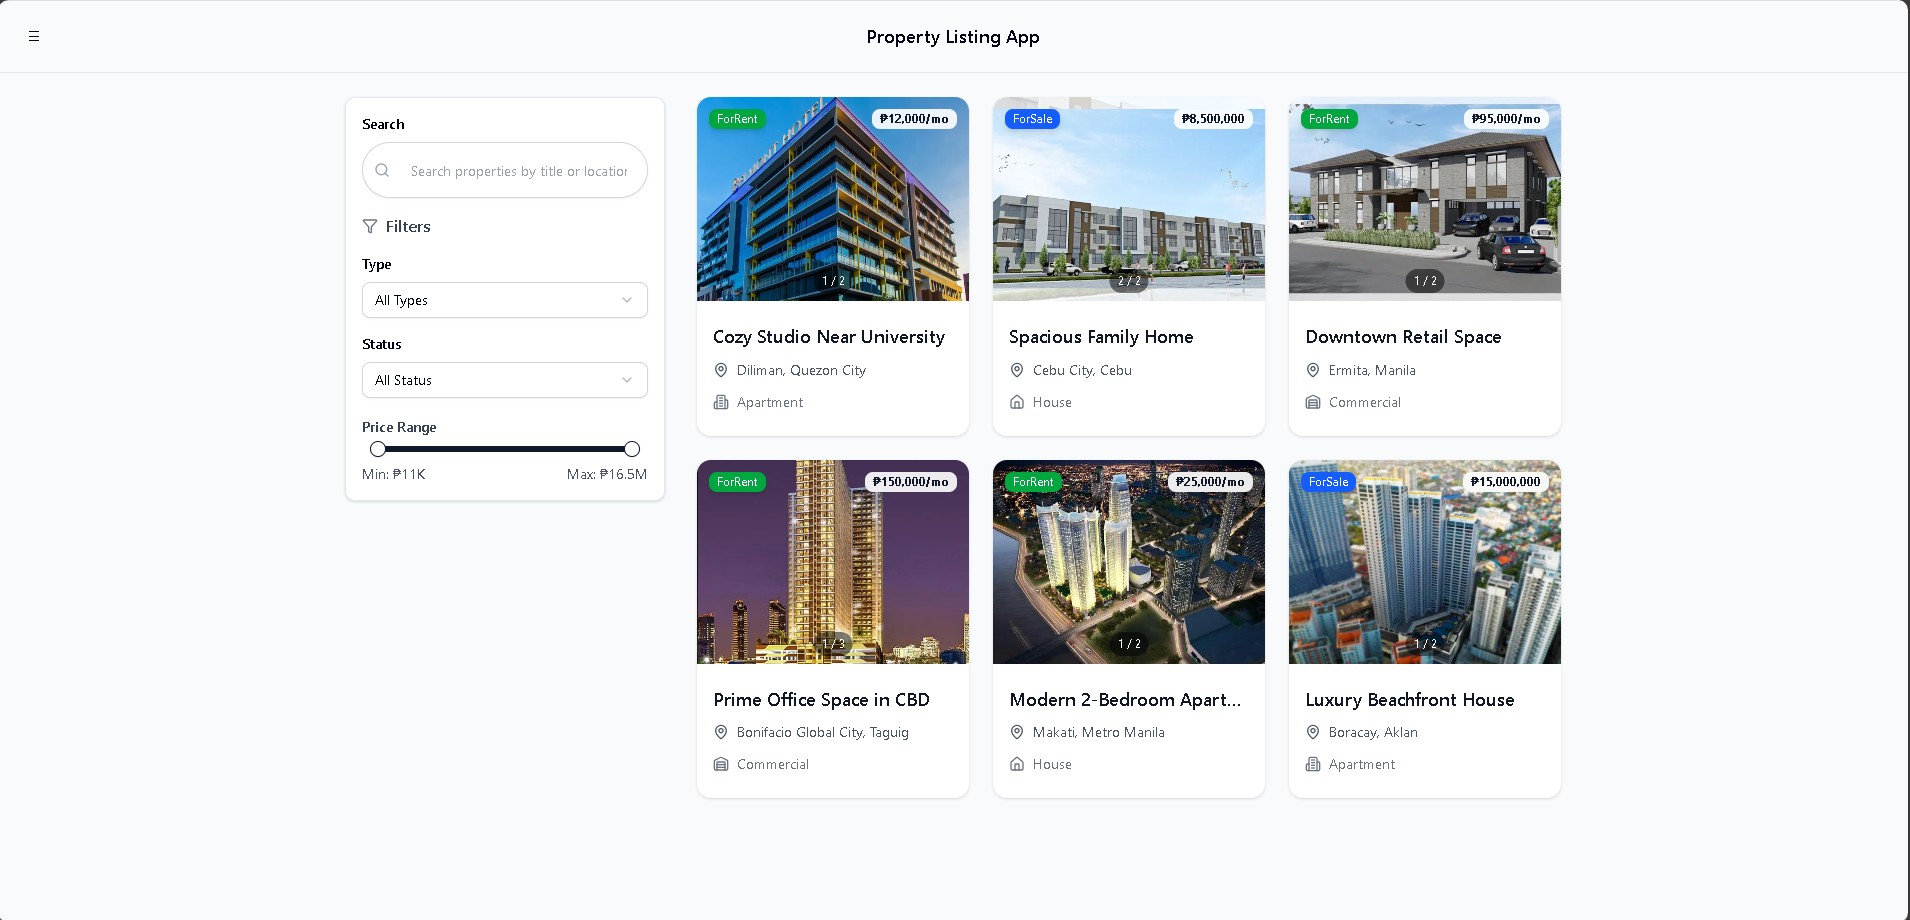 Property Listing App
Search
Search properties by title or location
Filters
Type
All Types
Status
All Status
Price Range
Min: ₱11K
Max: ₱16.5M
ForRent
₱12,000/mo
1 / 2
Cozy Studio Near University
Diliman, Quezon City
Apartment
ForSale
₱8,500,000
2 / 2
Spacious Family Home
Cebu City, Cebu
House
ForRent
₱95,000/mo
1 / 2
Downtown Retail Space
Ermita, Manila
Commercial
ForRent
₱150,000/mo
1 / 3
Prime Office Space in CBD
Bonifacio Global City, Taguig
Commercial
ForRent
₱25,000/mo
1 / 2
Modern 2-Bedroom Apart...
Makati, Metro Manila
House
ForSale
₱15,000,000
1 / 2
Luxury Beachfront House
Boracay, Aklan
Apartment